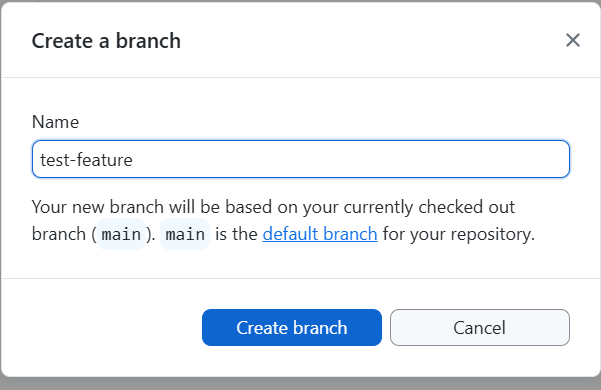 Create a branch
Name
test-feature
Your new branch will be based on your currently checked out
branch (main). main is the default branch for your repository.
Create branch
Cancel